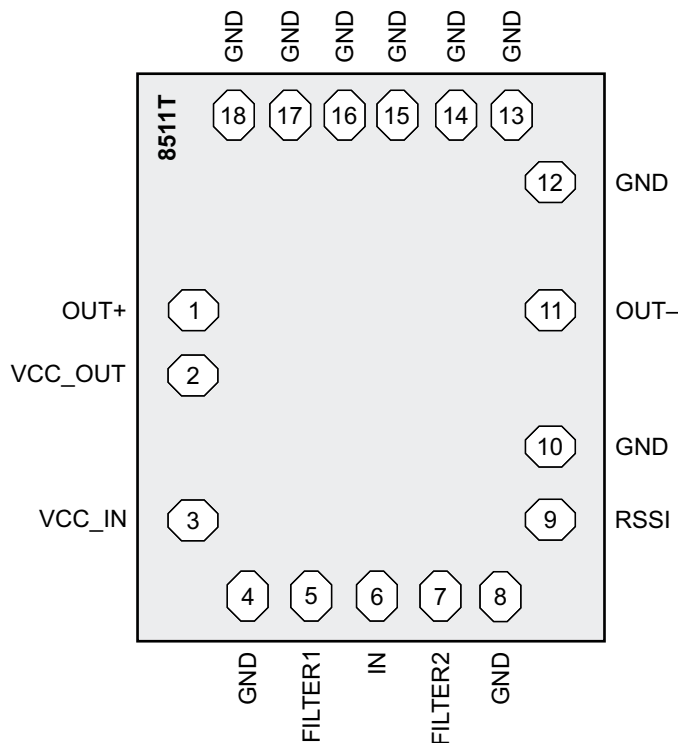 GND GND GND GND GND GND
8511T
18 17 16 15 14 13
12 GND
OUT+ 1
11 OUT–
VCC_OUT 2
10 GND
VCC_IN 3
9 RSSI
4 5 6 7 8
GND FILTER1 IN FILTER2 GND